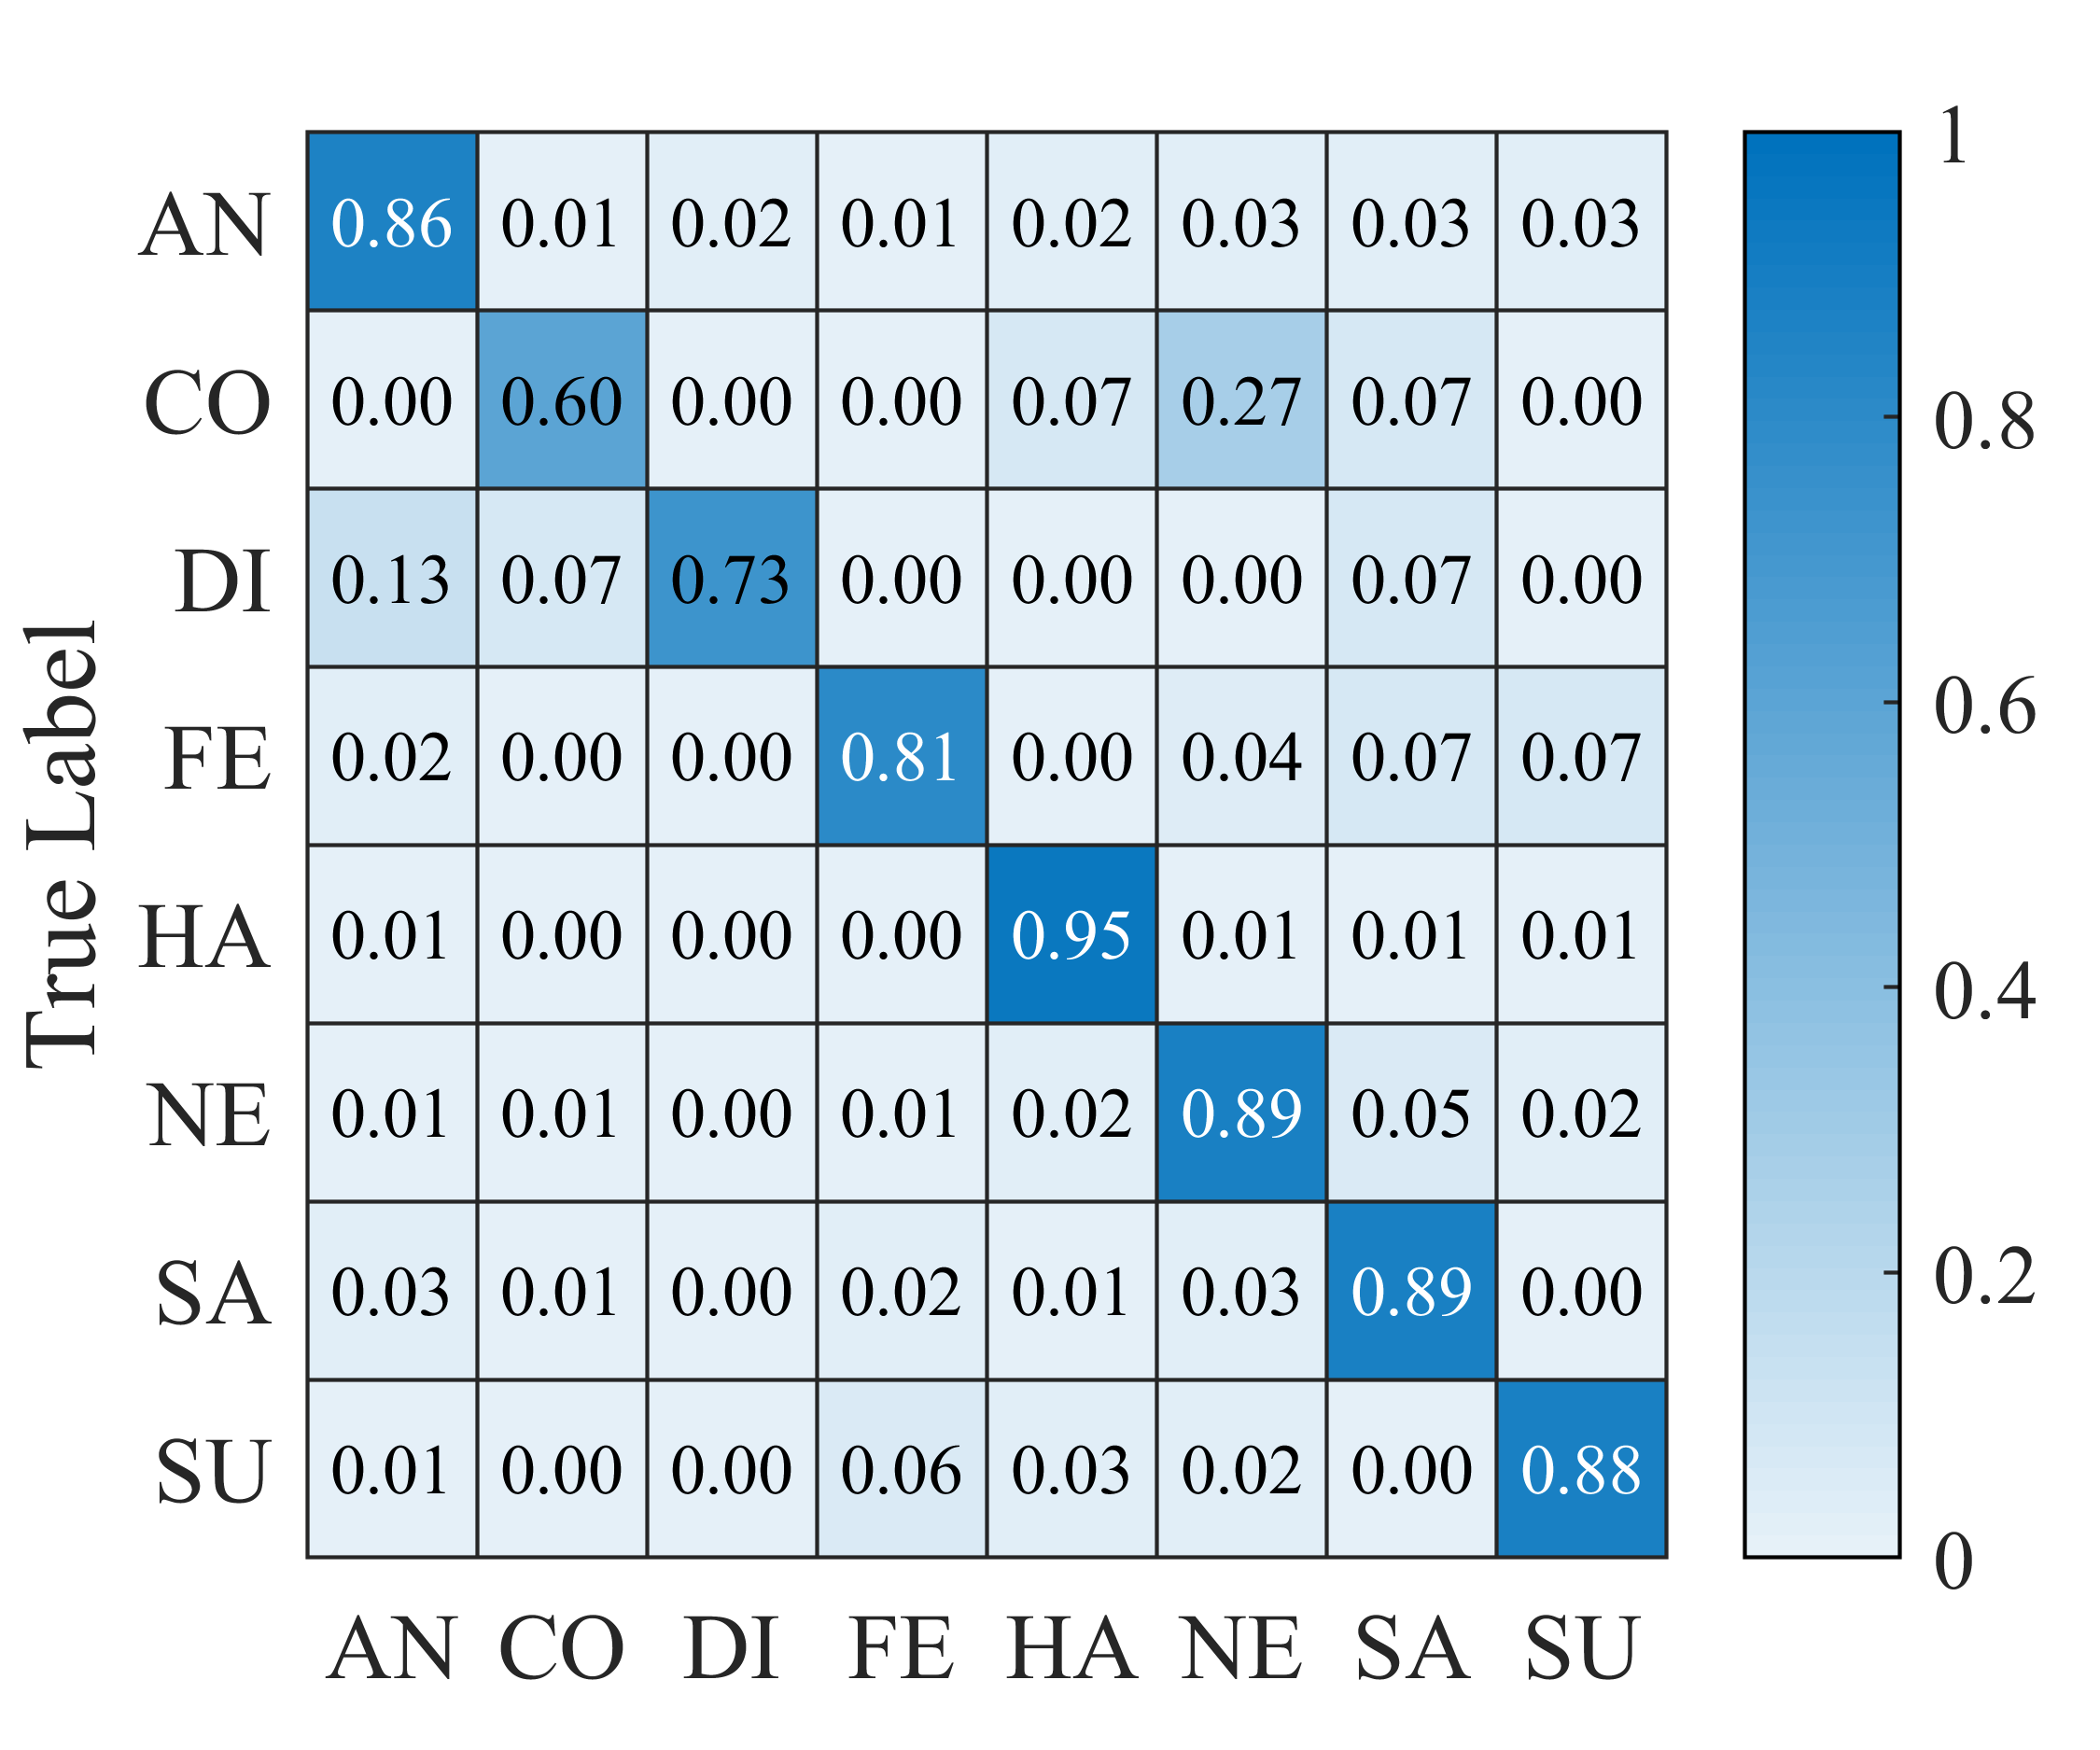 1
AN 0.86 0.01 0.02 0.01 0.02 0.03 0.03 0.03
CO 0.00 0.60 0.00 0.00 0.07 0.27 0.07 0.00
0.8
DI 0.13 0.07 0.73 0.00 0.00 0.00 0.07 0.00
0.6
FE 0.02 0.00 0.00 0.81 0.00 0.04 0.07 0.07
True Label
HA 0.01 0.00 0.00 0.00 0.95 0.01 0.01 0.01
0.4
NE 0.01 0.01 0.00 0.01 0.02 0.89 0.05 0.02
0.2
SA 0.03 0.01 0.00 0.02 0.01 0.03 0.89 0.00
SU 0.01 0.00 0.00 0.06 0.03 0.02 0.00 0.88
0
AN CO DI FE HA NE SA SU